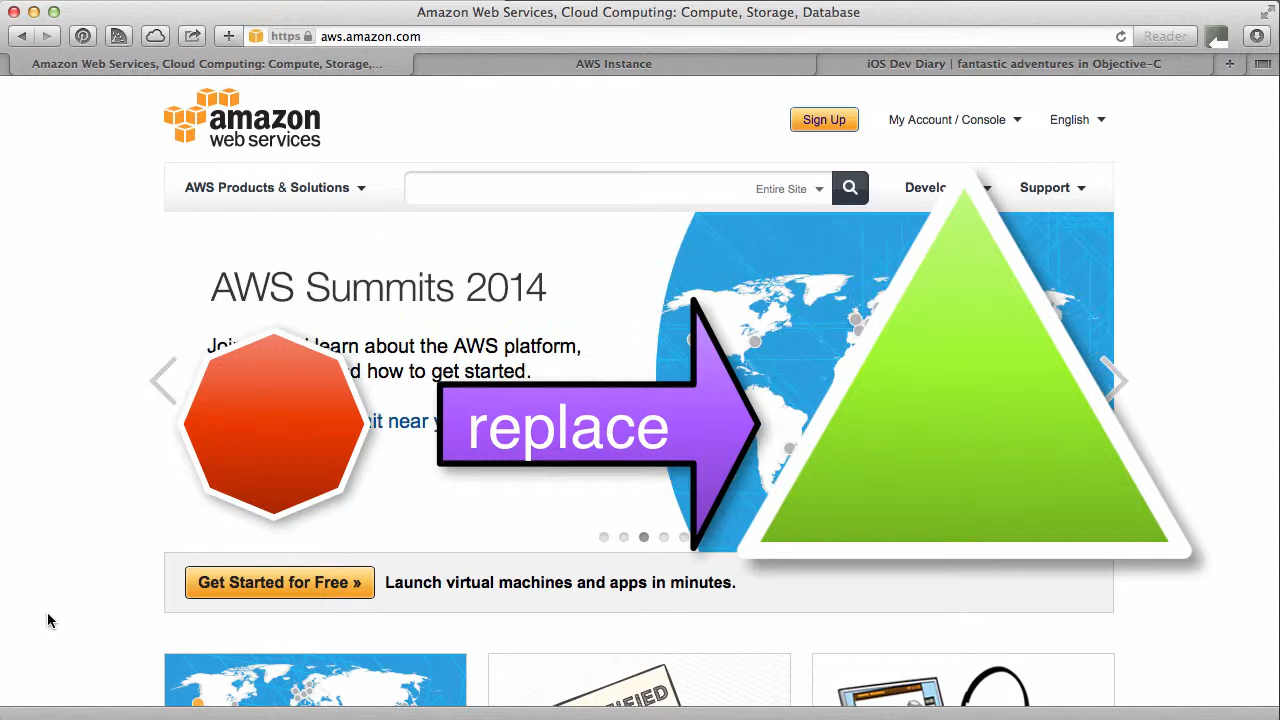 Amazon Web Services, Cloud Computing: Compute, Storage, Database
https aws.amazon.com Reader
Amazon Web Services, Cloud Computing: Compute, Storage,...
AWS Instance
iOS Dev Diary | fantastic adventures in Objective-C
amazon
web services
Sign Up
My Account / Console
English
AWS Products & Solutions
Entire Site
Support
AWS Summits 2014
learn about the AWS platform,
how to get started.
near
replace
Get Started for Free »
Launch virtual machines and apps in minutes.